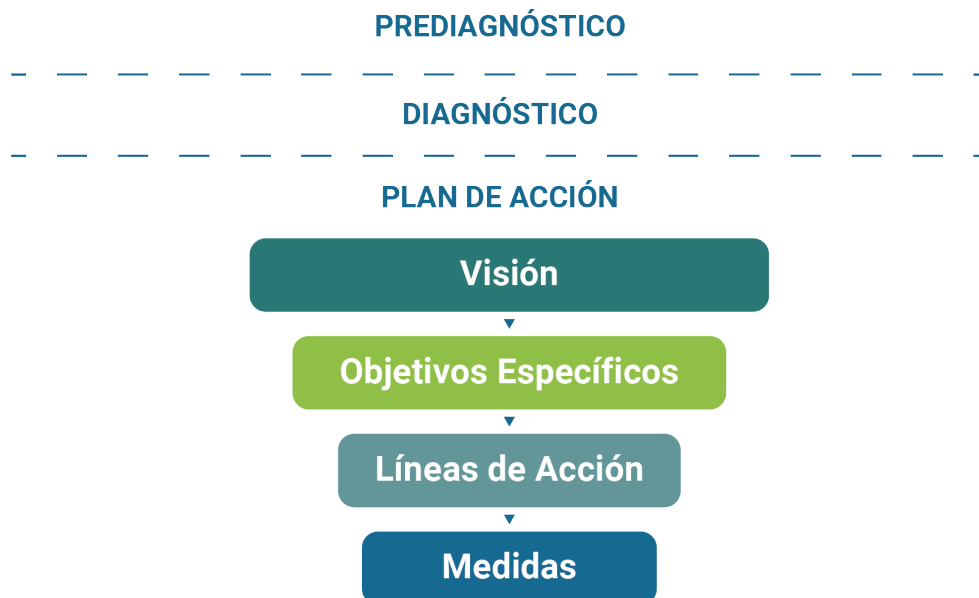 PREDIAGNÓSTICO
DIAGNÓSTICO
PLAN DE ACCIÓN
Visión
Objetivos Específicos
Líneas de Acción
Medidas